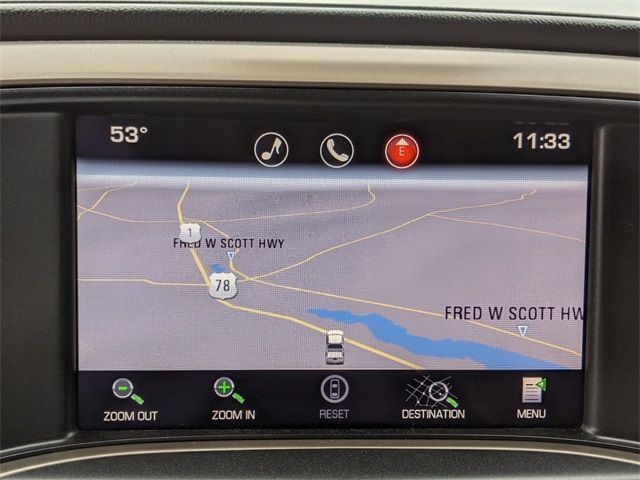 53°
E
11:33
1
FRED W SCOTT HWY
78
FRED W SCOTT HW
ZOOM OUT
ZOOM IN
RESET
DESTINATION
MENU